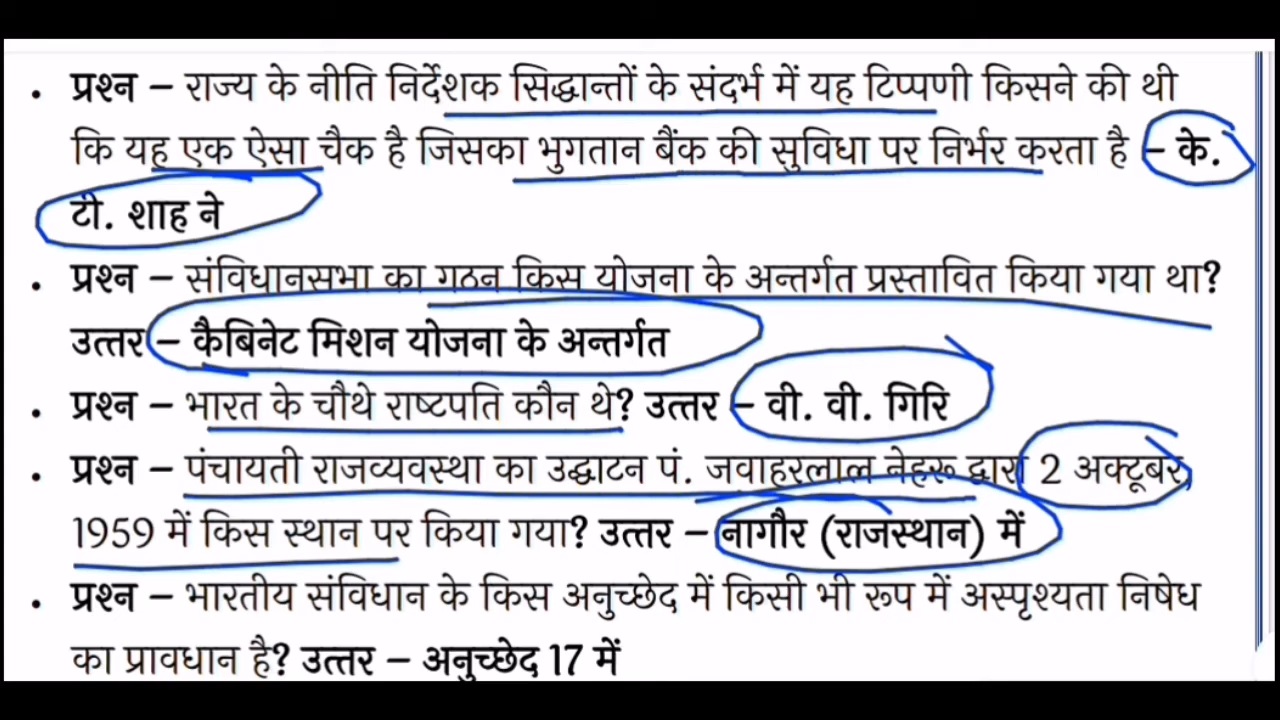 • प्रश्न – राज्य के नीति निर्देशक सिद्धान्तों के संदर्भ में यह टिप्पणी किसने की थी
कि यह एक ऐसा चैक है जिसका भुगतान बैंक की सुविधा पर निर्भर करता है – के.
टी. शाह ने
• प्रश्न – संविधानसभा का गठन किस योजना के अन्तर्गत प्रस्तावित किया गया था?
उत्तर – कैबिनेट मिशन योजना के अन्तर्गत
• प्रश्न – भारत के चौथे राष्टपति कौन थे? उत्तर – वी. वी. गिरि
• प्रश्न – पंचायती राजव्यवस्था का उद्घाटन पं. जवाहरलाल नेहरू द्वारा 2 अक्टूबर,
1959 में किस स्थान पर किया गया? उत्तर – नागौर (राजस्थान) में
• प्रश्न – भारतीय संविधान के किस अनुच्छेद में किसी भी रूप में अस्पृश्यता निषेध
का प्रावधान है? उत्तर – अनुच्छेद 17 में